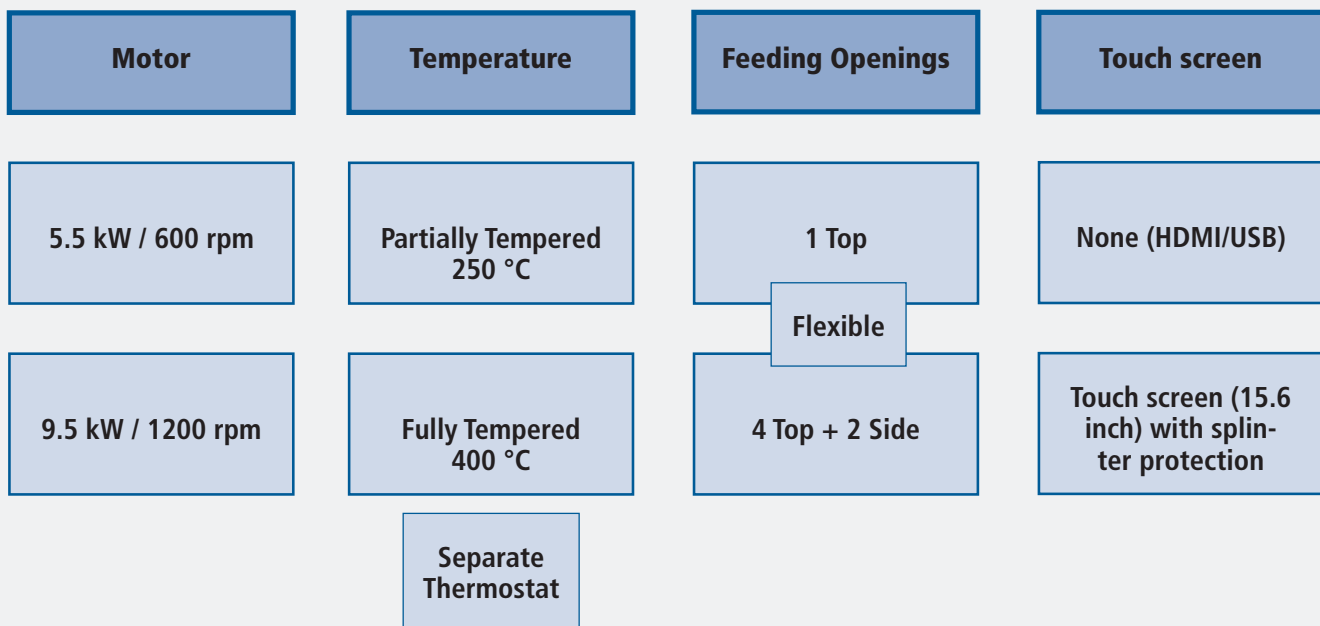 Motor
Temperature
Feeding Openings
Touch screen
5.5 kW / 600 rpm
Partially Tempered
250 °C
1 Top
None (HDMI/USB)
Flexible
9.5 kW / 1200 rpm
Fully Tempered
400 °C
4 Top + 2 Side
Touch screen (15.6
inch) with splin-
ter protection
Separate
Thermostat